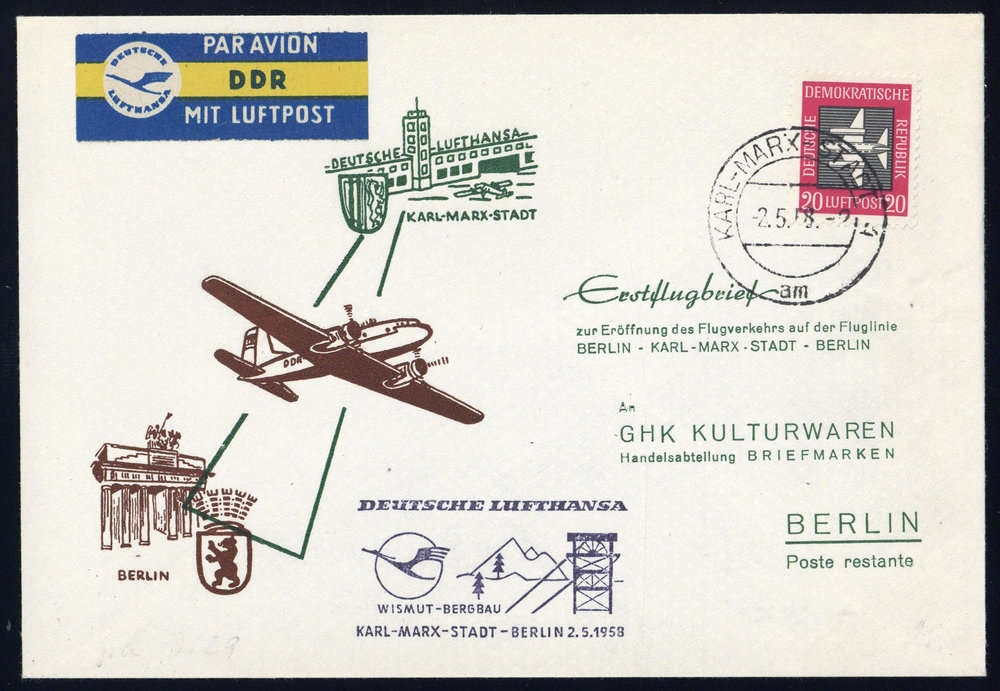 PAR AVION
DDR
MIT LUFTPOST
DEUTSCHE
LUFTHANSA
DEMOKRATISCHE
DEUTSCHE
REPUBLIK
20 LUFTPOST 20
KARL-MARX-STADT
-2.5.58.-
am
-DEUTSCHE LUFTHANSA-
KARL-MARX-STADT
Erstflugbrief
zur Eröffnung des Flugverkehrs auf der Fluglinie
BERLIN - KARL-MARX-STADT - BERLIN
DDR
An
GHK KULTURWAREN
Handelsabteilung BRIEFMARKEN
BERLIN
Poste restante
BERLIN
DEUTSCHE LUFTHANSA
WISMUT-BERGBAU
KARL-MARX-STADT-BERLIN 2.5.1958